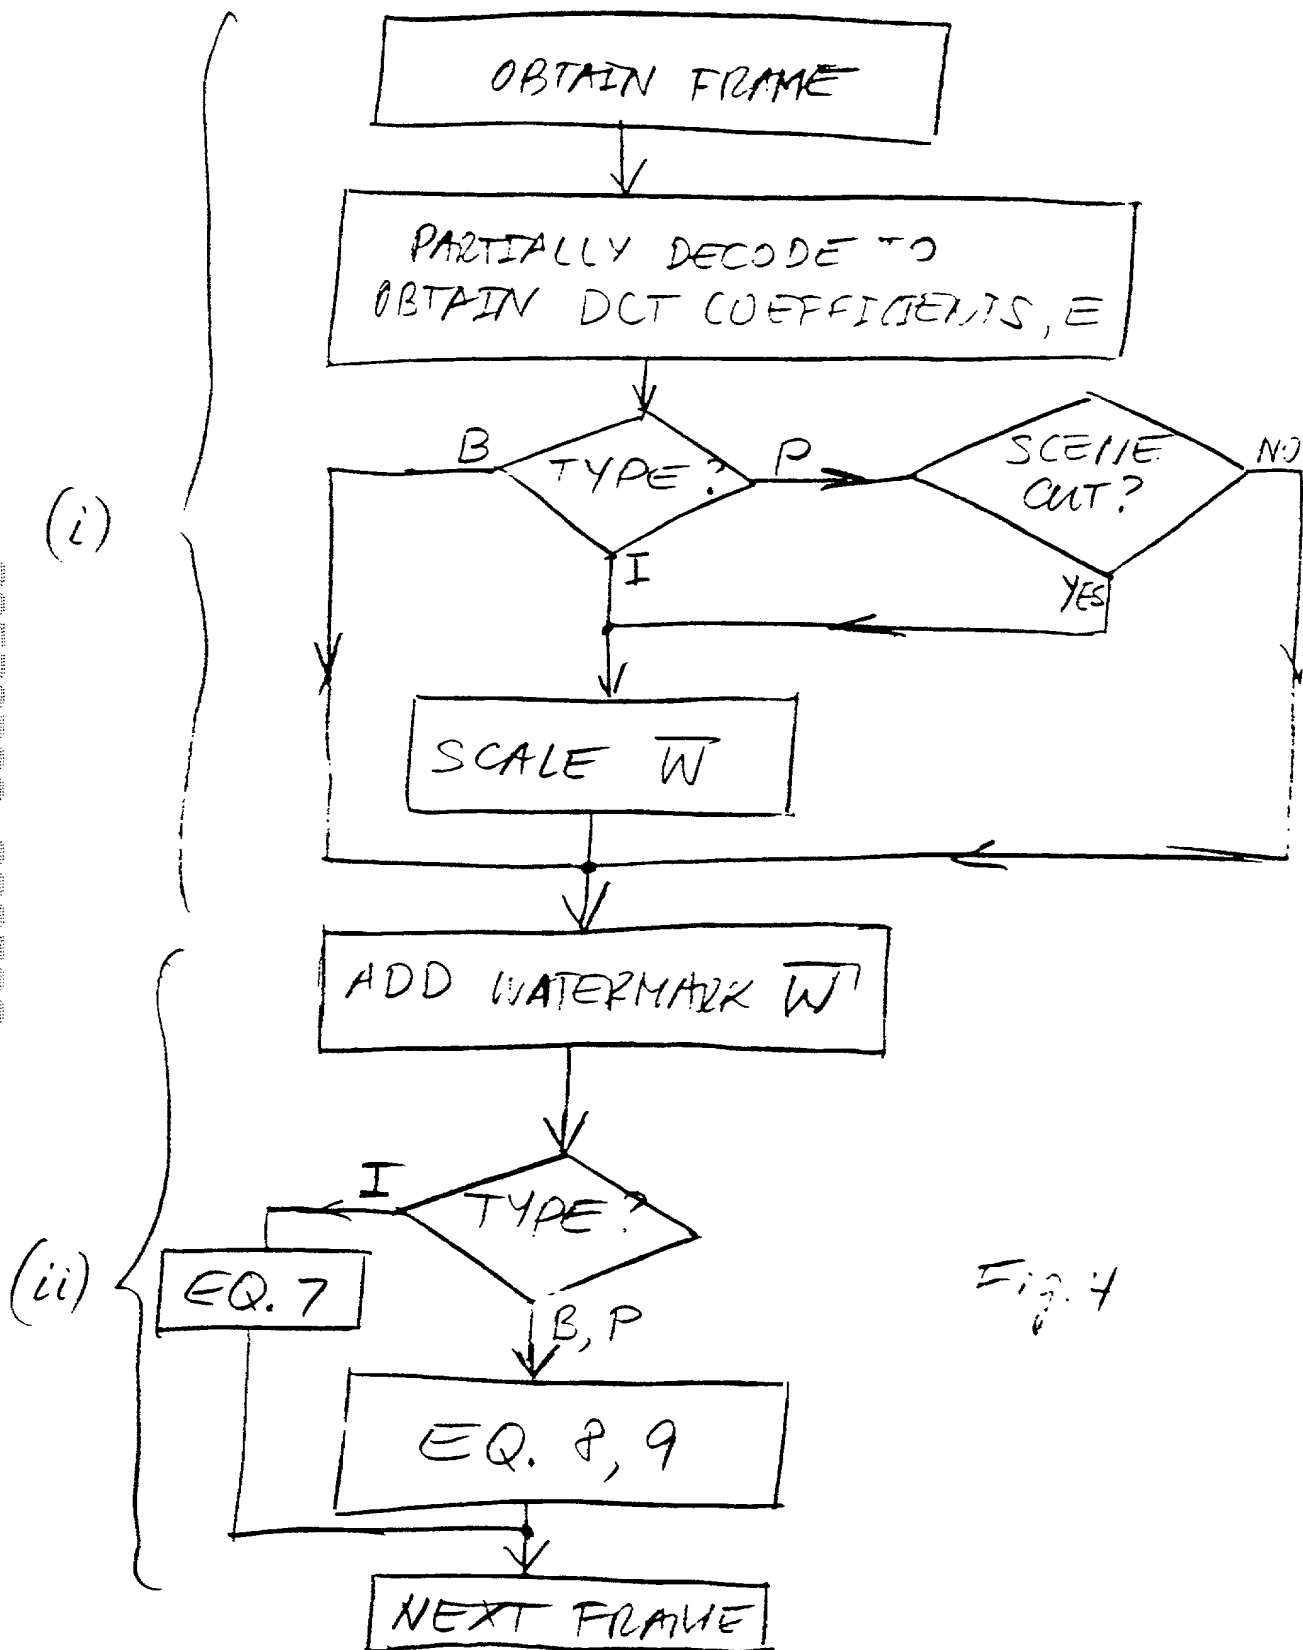 OBTAIN FRAME
PARTIALLY DECODE TO
OBTAIN DCT COEFFICIENTS, E
B
TYPE?
P
SCENE
CUT?
NO
(i)
I
YES
SCALE W̅
ADD WATERMARK W̅'
I
TYPE?
(ii)
EQ. 7
B, P
Fig. 4
EQ. 8, 9
NEXT FRAME